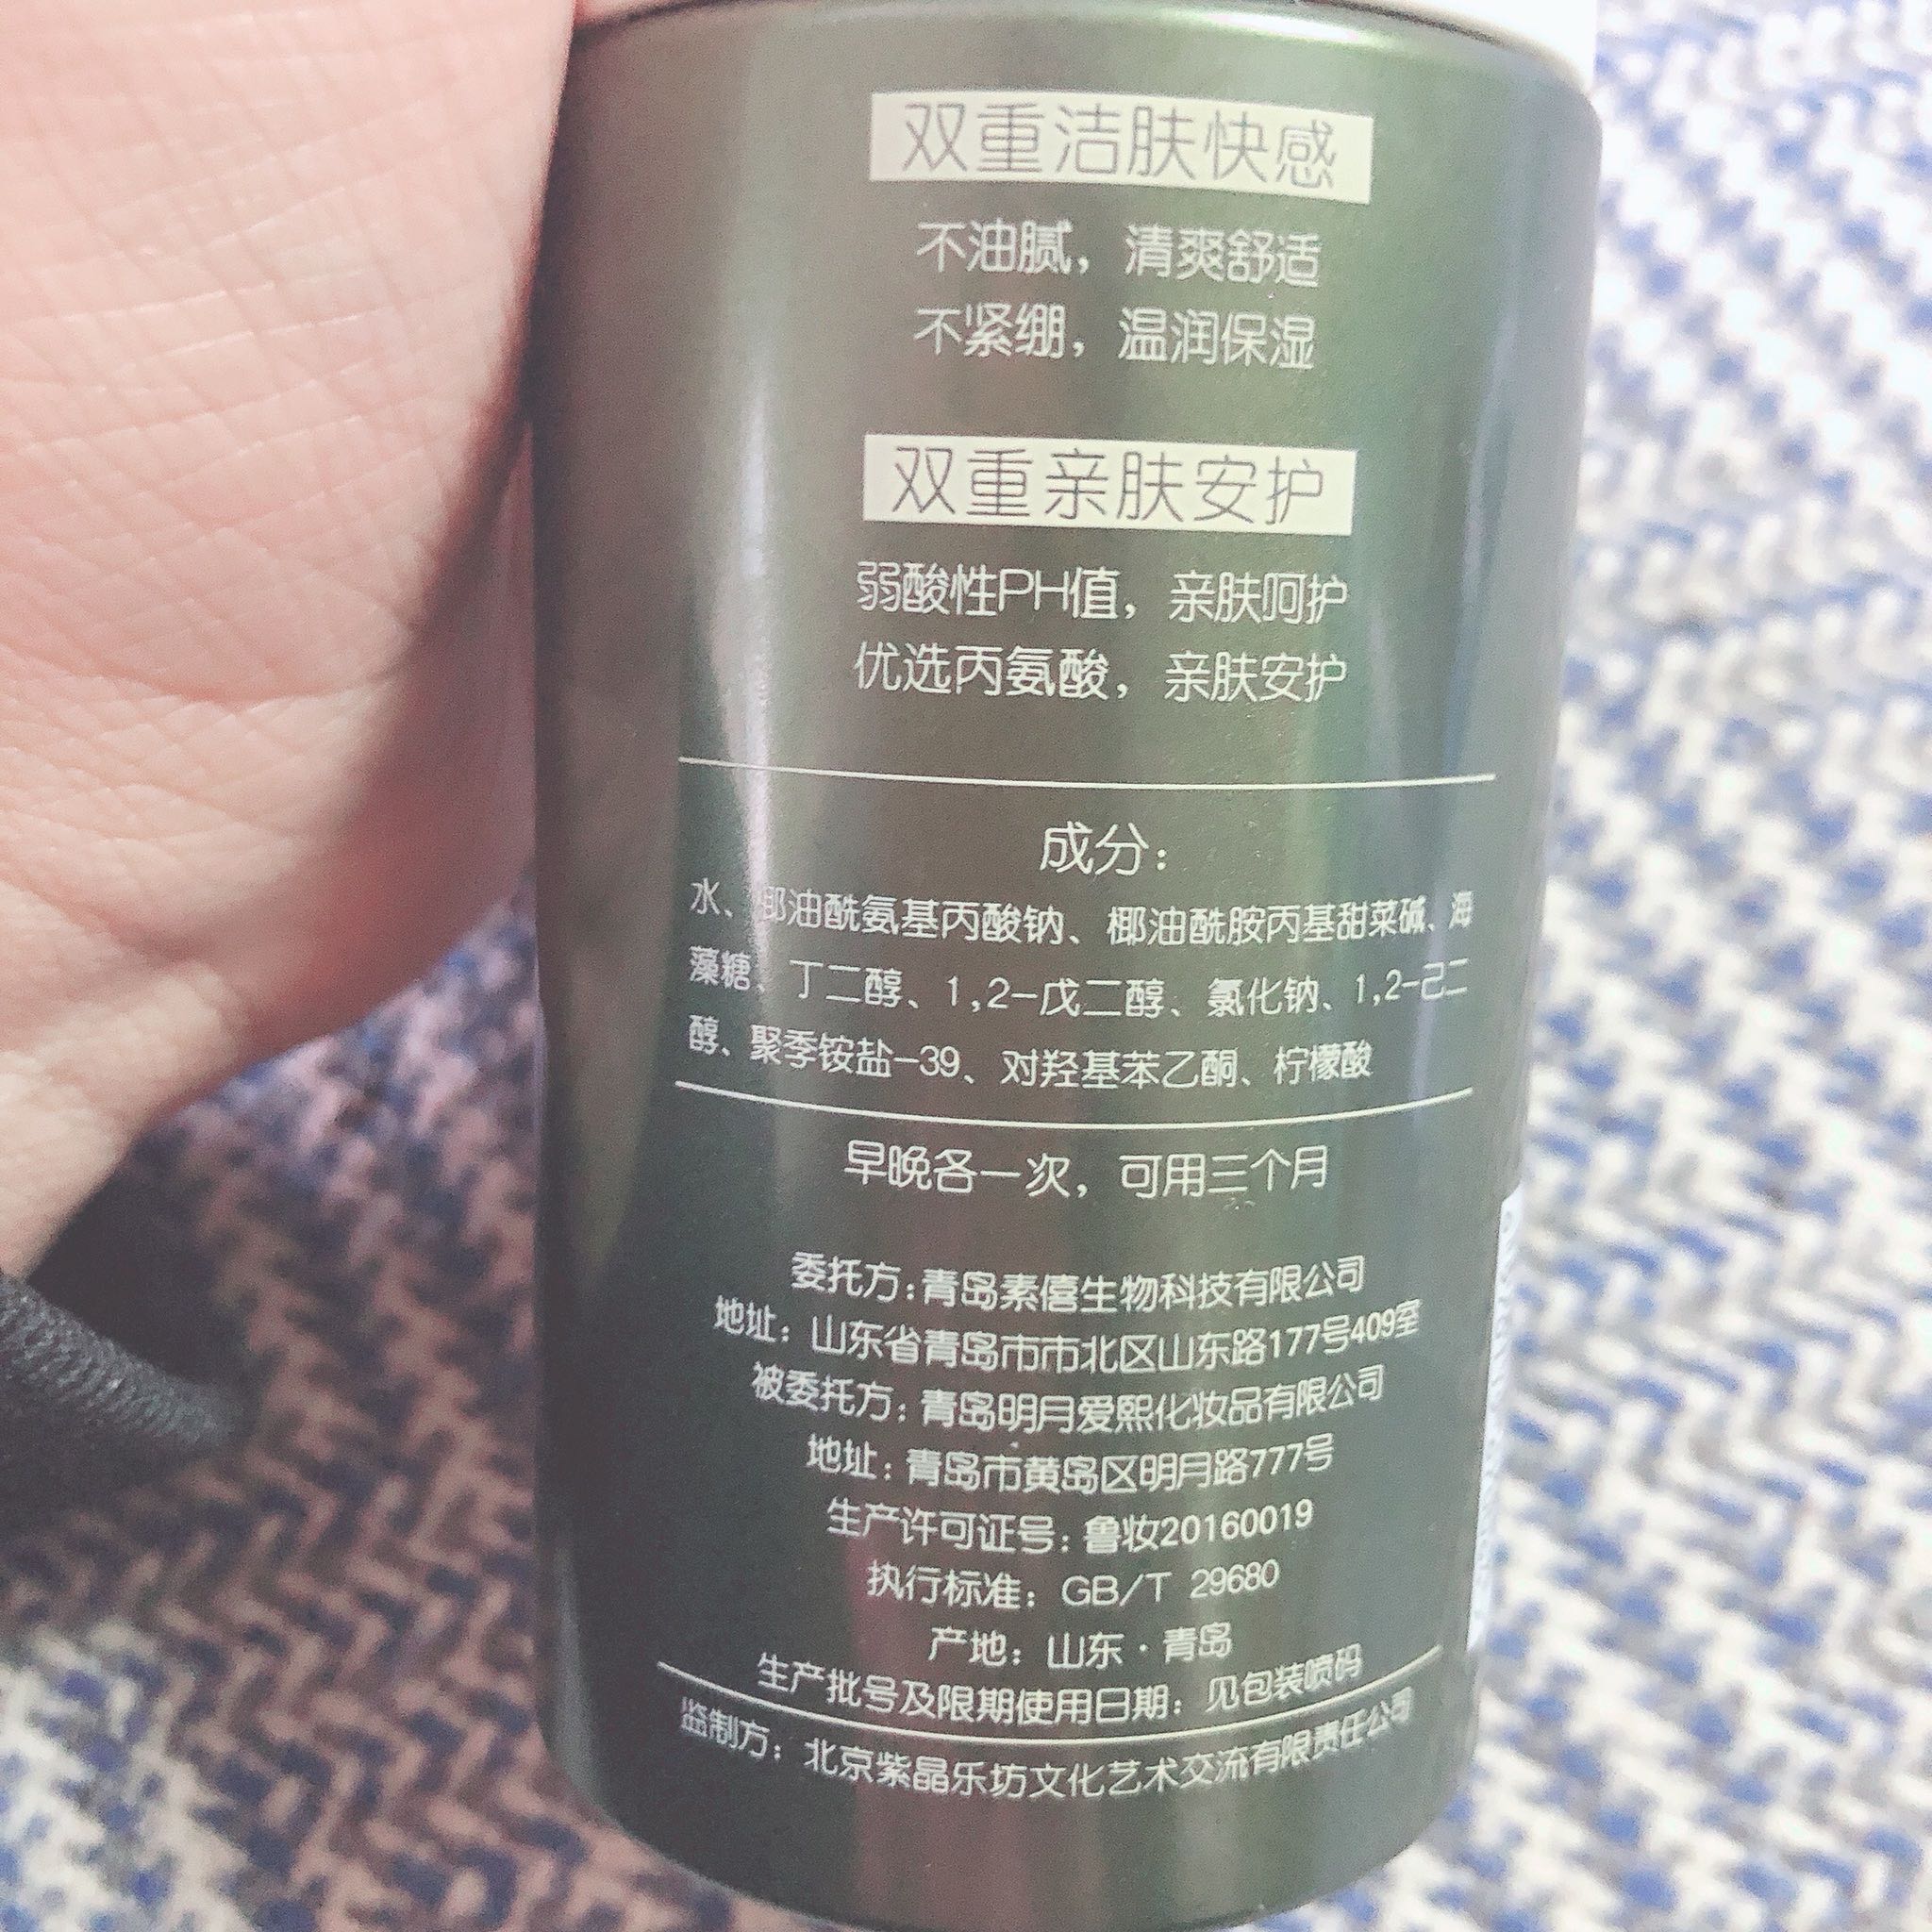 双重洁肤快感
不油腻，清爽舒适
不紧绷，温润保湿
双重亲肤安护
弱酸性PH值，亲肤呵护
优选丙氨酸，亲肤安护
成分：
水、椰油酰氨基丙酸钠、椰油酰胺丙基甜菜碱、海
藻糖、丁二醇、1,2-戊二醇、氯化钠、1,2-己二
醇、聚季铵盐-39、对羟基苯乙酮、柠檬酸
早晚各一次，可用三个月
委托方：青岛素僖生物科技有限公司
地址：山东省青岛市市北区山东路177号409室
被委托方：青岛明月爱熙化妆品有限公司
地址：青岛市黄岛区明月路777号
生产许可证号：鲁妆20160019
执行标准：GB/T 29680
产地：山东·青岛
生产批号及限期使用日期：见包装喷码
监制方：北京紫晶乐坊文化艺术交流有限责任公司